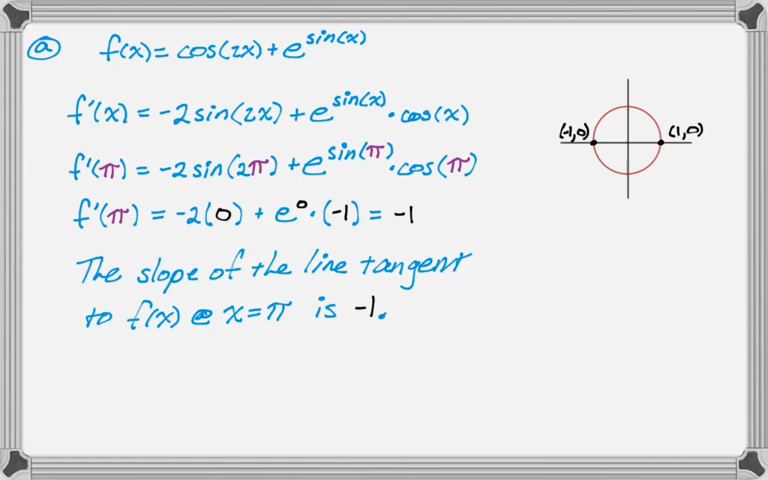 ⓐ f(x) = cos(2x) + e^sin(x)
f'(x) = -2sin(2x) + e^sin(x) · cos(x)
(-1,0) (1,0)
f'(π) = -2sin(2π) + e^sin(π) · cos(π)
f'(π) = -2(0) + e^0 · (-1) = -1
The slope of the line tangent
to f(x) @ x=π is -1.